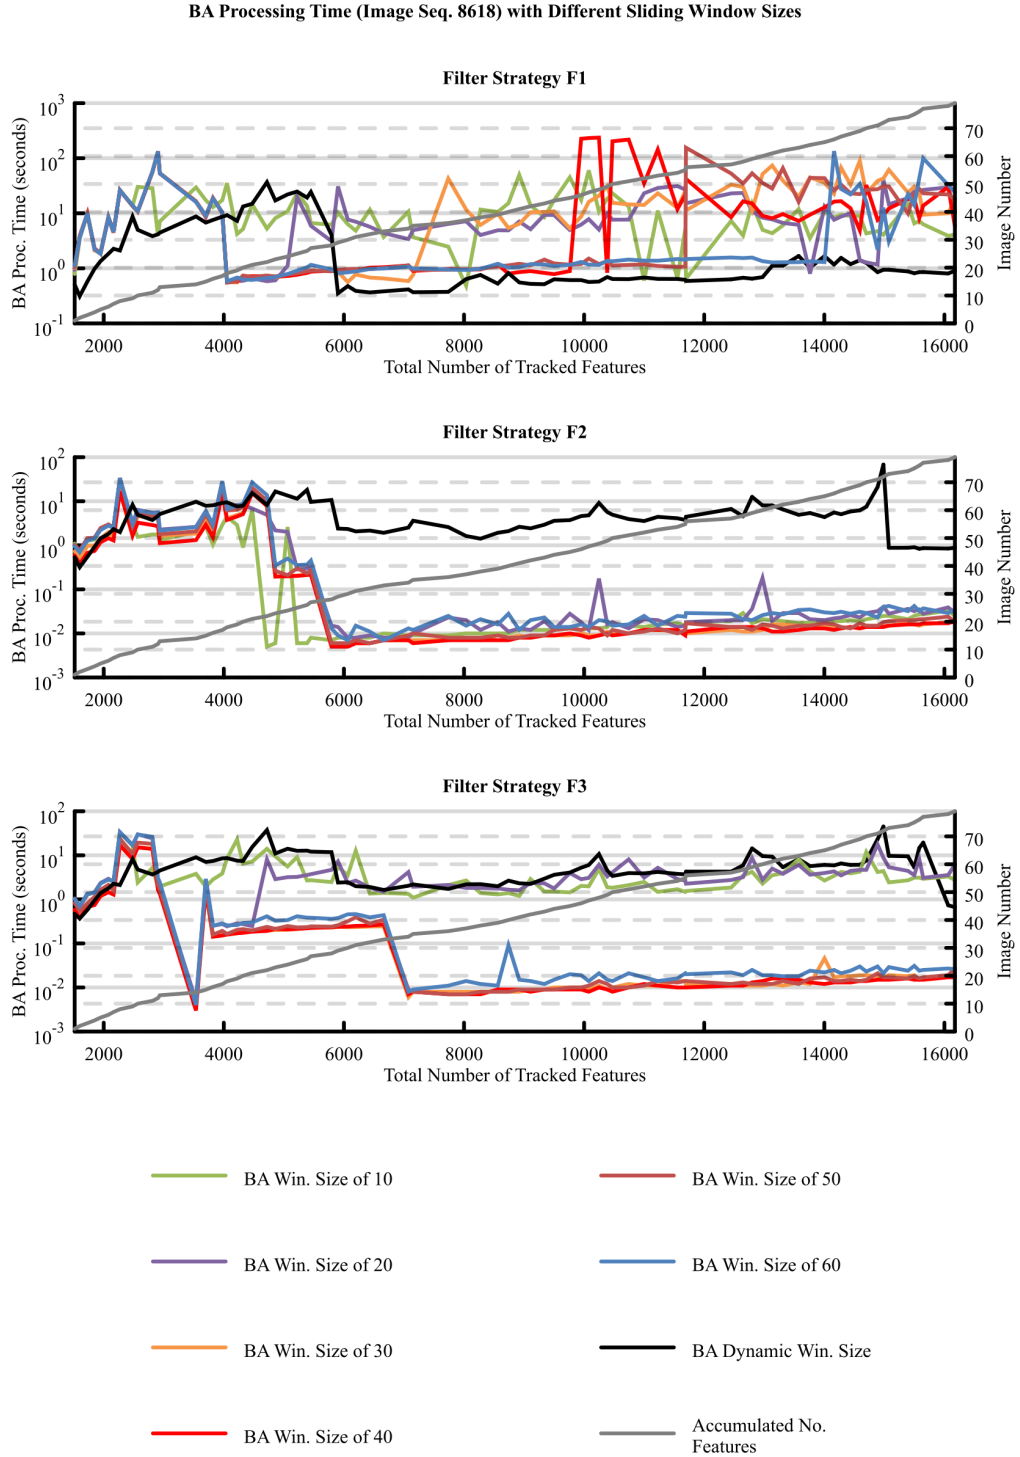 BA Processing Time (Image Seq. 8618) with Different Sliding Window Sizes
Filter Strategy F1
BA Proc. Time (seconds)
10^3
10^2
10^1
10^0
10^-1
70
60
50
40
30
20
10
0
Image Number
2000 4000 6000 8000 10000 12000 14000 16000
Total Number of Tracked Features
Filter Strategy F2
BA Proc. Time (seconds)
10^2
10^1
10^0
10^-1
10^-2
10^-3
70
60
50
40
30
20
10
0
Image Number
2000 4000 6000 8000 10000 12000 14000 16000
Total Number of Tracked Features
Filter Strategy F3
BA Proc. Time (seconds)
10^2
10^1
10^0
10^-1
10^-2
10^-3
70
60
50
40
30
20
10
0
Image Number
2000 4000 6000 8000 10000 12000 14000 16000
Total Number of Tracked Features
BA Win. Size of 10
BA Win. Size of 20
BA Win. Size of 30
BA Win. Size of 40
BA Win. Size of 50
BA Win. Size of 60
BA Dynamic Win. Size
Accumulated No.
Features